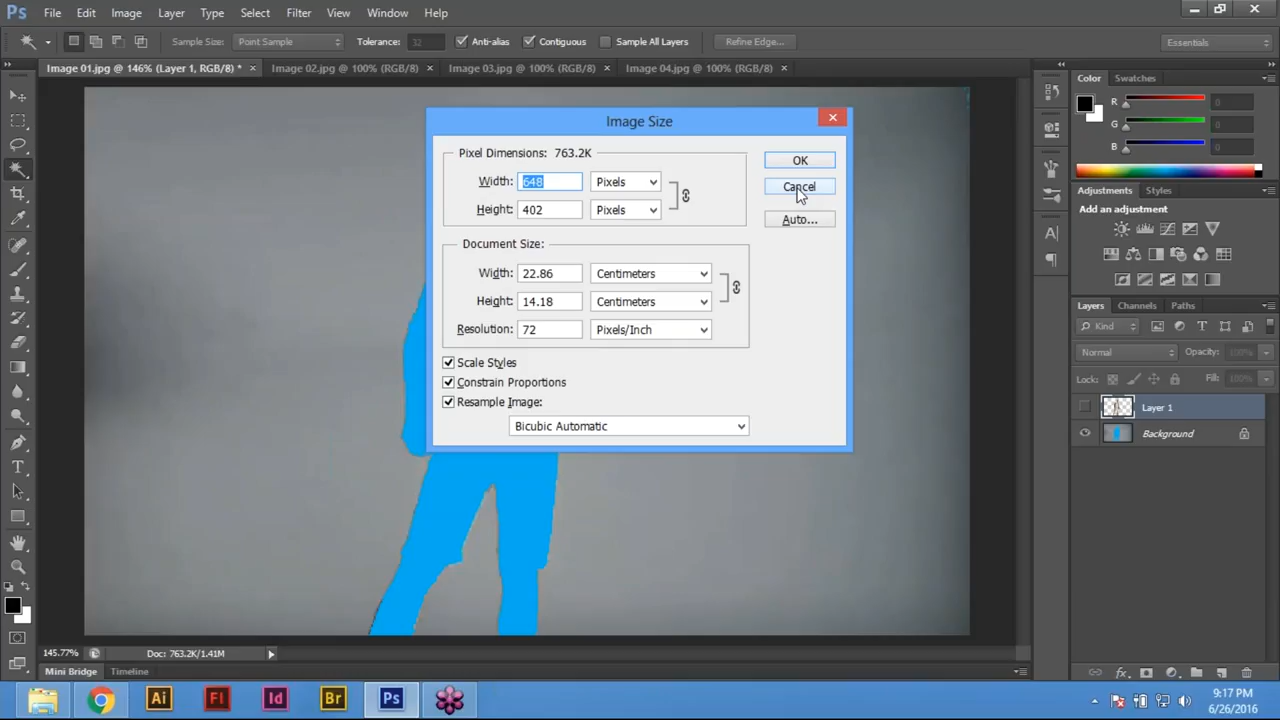 Ps File Edit Image Layer Type Select Filter View Window Help
Sample Size: Point Sample Tolerance: 32 Anti-alias Contiguous Sample All Layers Refine Edge... Essentials
Image 01.jpg @ 146% (Layer 1, RGB/8) * × Image 02.jpg @ 100% (RGB/8) × Image 03.jpg @ 100% (RGB/8) × Image 04.jpg @ 100% (RGB/8) ×
Color Swatches
R 0
G 0
B 0
Image Size
Pixel Dimensions: 763.2K
Width: 648 Pixels
Height: 402 Pixels
OK
Cancel
Auto...
Document Size:
Width: 22.86 Centimeters
Height: 14.18 Centimeters
Resolution: 72 Pixels/Inch
Scale Styles
Constrain Proportions
Resample Image:
Bicubic Automatic
Adjustments Styles
Add an adjustment
Layers Channels Paths
Kind
Normal Opacity: 100%
Lock: Fill: 100%
Layer 1
Background
145.77% Doc: 763.2K/1.41M
Mini Bridge Timeline
Ai Fl Id Br Ps
9:17 PM
6/26/2016